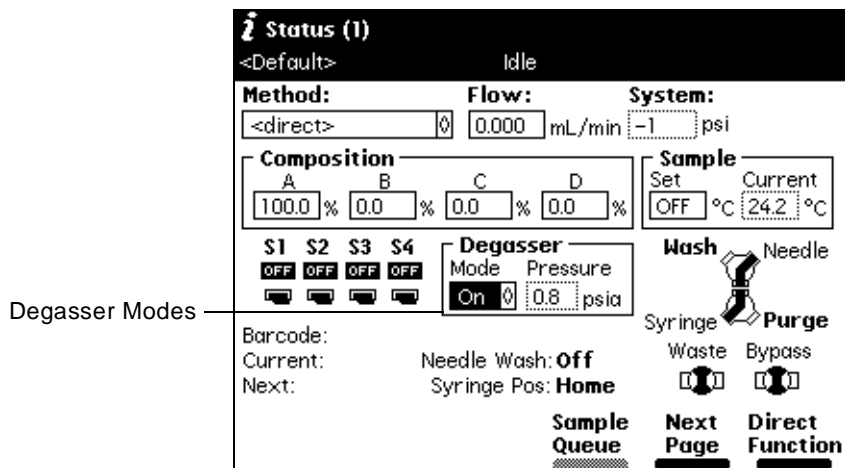 i Status (1)
<Default> Idle
Method: Flow: System:
<direct> 0.000 mL/min -1 psi
Composition Sample
A B C D Set Current
100.0 % 0.0 % 0.0 % 0.0 % OFF °C 24.2 °C
S1 S2 S3 S4 Degasser Wash Needle
OFF OFF OFF OFF Mode Pressure
On 0.8 psia
Degasser Modes
Syringe Purge
Barcode:
Waste Bypass
Current: Needle Wash: Off
Next: Syringe Pos: Home
Sample Next Direct
Queue Page Function